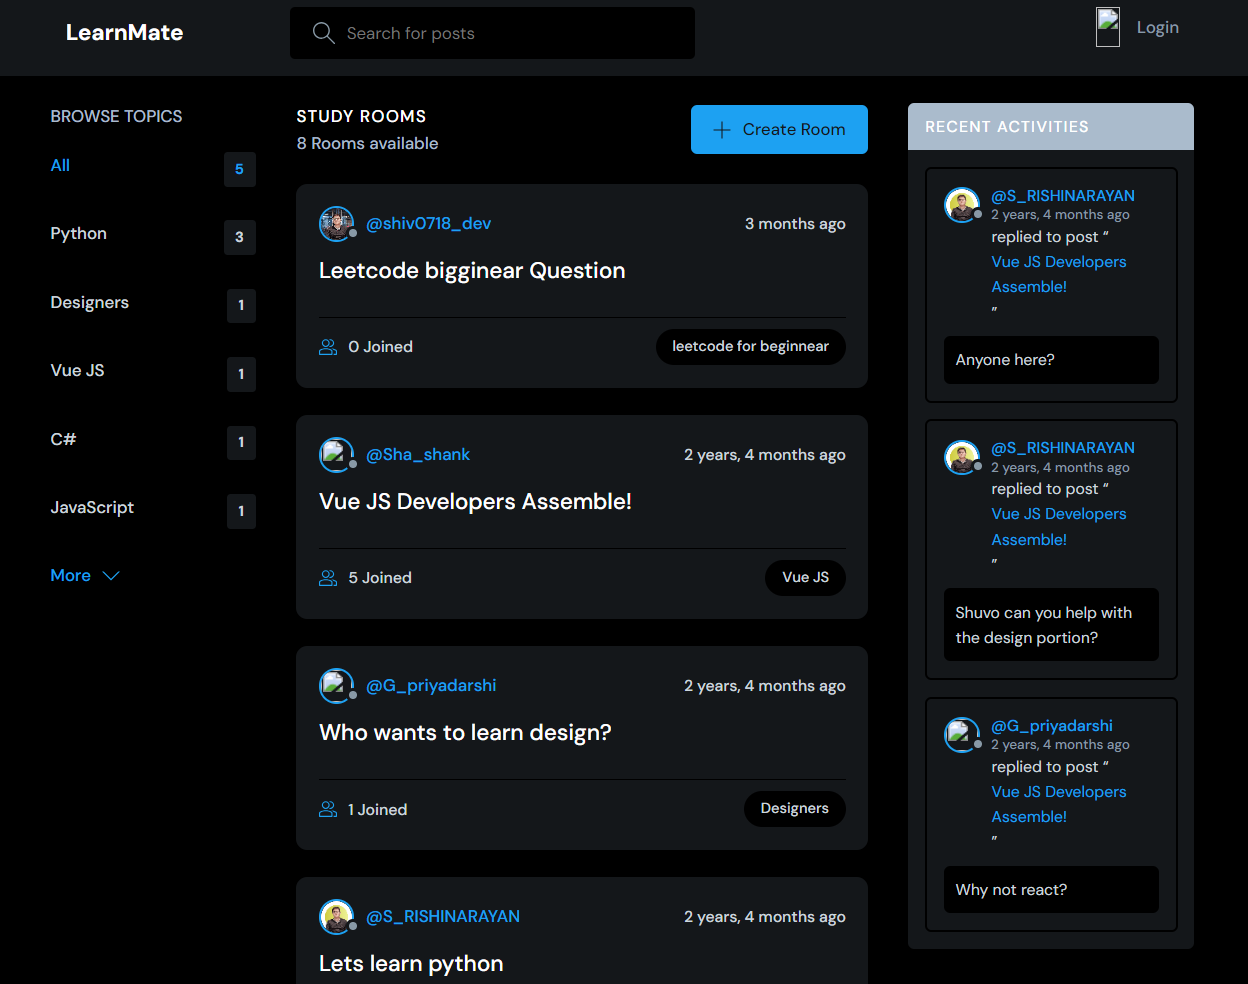 LearnMate
Search for posts
Login
BROWSE TOPICS
All 5
Python 3
Designers 1
Vue JS 1
C# 1
JavaScript 1
More
STUDY ROOMS
8 Rooms available
Create Room
@shiv0718_dev 3 months ago
Leetcode bigginear Question
0 Joined leetcode for beginnear
@Sha_shank 2 years, 4 months ago
Vue JS Developers Assemble!
5 Joined Vue JS
@G_priyadarshi 2 years, 4 months ago
Who wants to learn design?
1 Joined Designers
@S_RISHINARAYAN 2 years, 4 months ago
Lets learn python
RECENT ACTIVITIES
@S_RISHINARAYAN
2 years, 4 months ago
replied to post “
Vue JS Developers
Assemble!
”
Anyone here?
@S_RISHINARAYAN
2 years, 4 months ago
replied to post “
Vue JS Developers
Assemble!
”
Shuvo can you help with
the design portion?
@G_priyadarshi
2 years, 4 months ago
replied to post “
Vue JS Developers
Assemble!
”
Why not react?